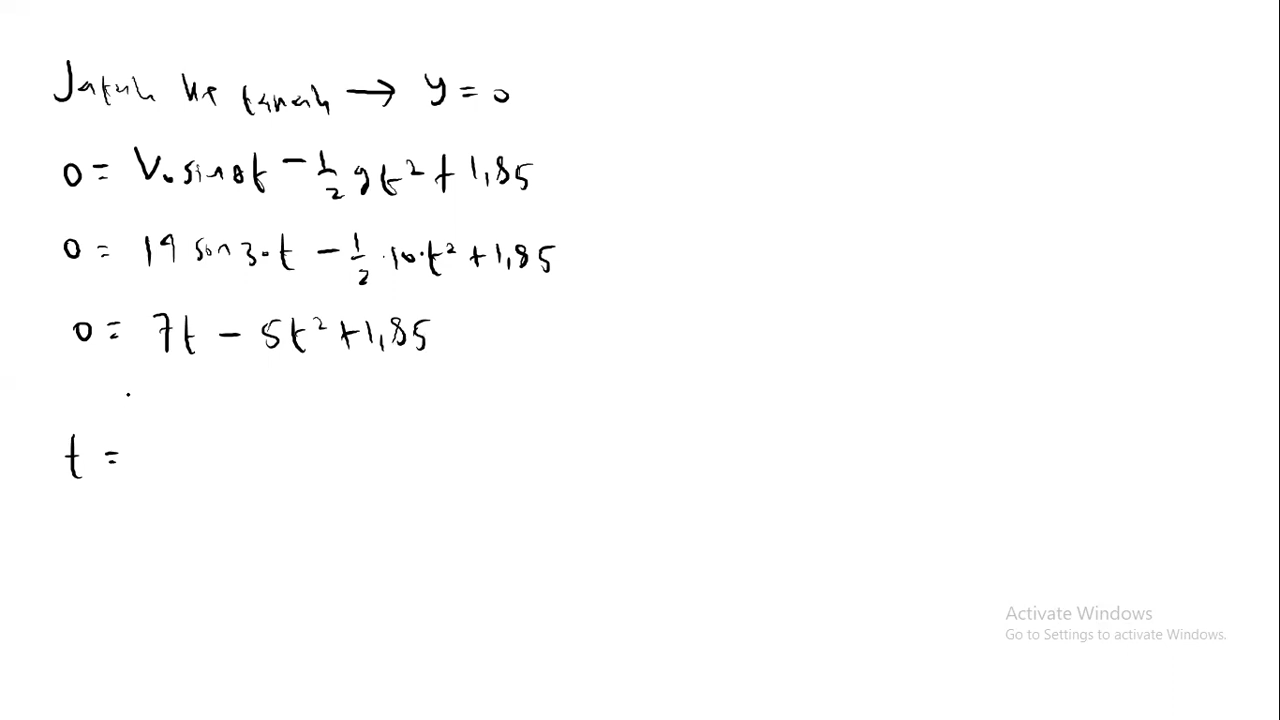 Jatuh ke tanah → y = 0
0 = V₀ sin θ t − 1/2 g t² + 1,85
0 = 14 sin 30 t − 1/2 · 10 · t² + 1,85
0 = 7t − 5t² + 1,85
t =
Activate Windows
Go to Settings to activate Windows.